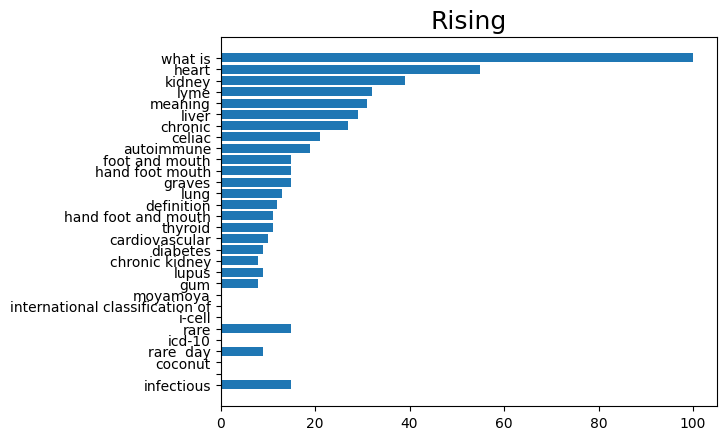 Rising
what is
heart
kidney
lyme
meaning
liver
chronic
celiac
autoimmune
foot and mouth
hand foot mouth
graves
lung
definition
hand foot and mouth
thyroid
cardiovascular
diabetes
chronic kidney
lupus
gum
moyamoya
international classification of
i-cell
rare
icd-10
rare  day
coconut
infectious
0 20 40 60 80 100